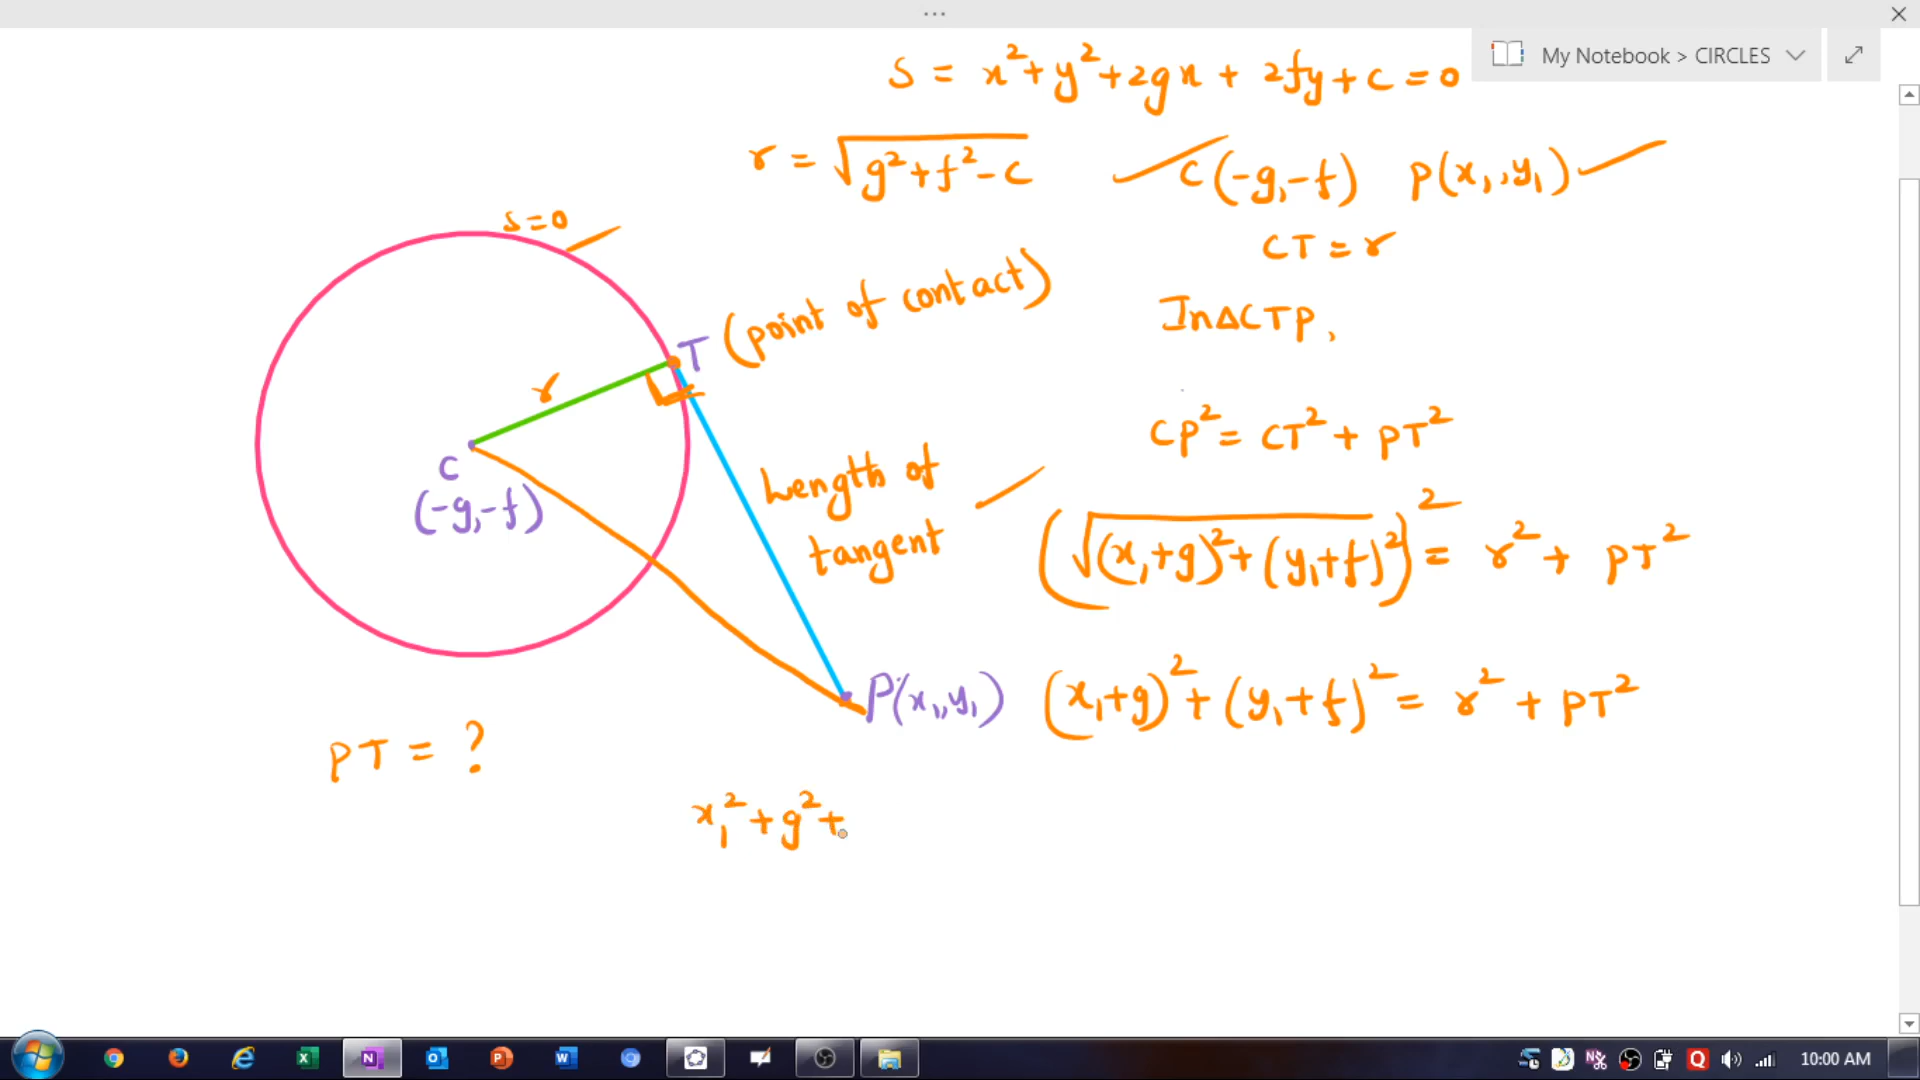 My Notebook > CIRCLES
S = x² + y² + 2gx + 2fy + c = 0
r = √(g² + f² - c)
C(-g, -f) P(x₁, y₁)
S = 0
CT = r
T (point of contact)
In ΔCTP,
r
C
(-g, -f)
CP² = CT² + PT²
Length of
tangent
(√((x₁+g)² + (y₁+f)²))² = r² + PT²
P(x₁, y₁)
(x₁+g)² + (y₁+f)² = r² + PT²
PT = ?
x₁² + g² +
10:00 AM